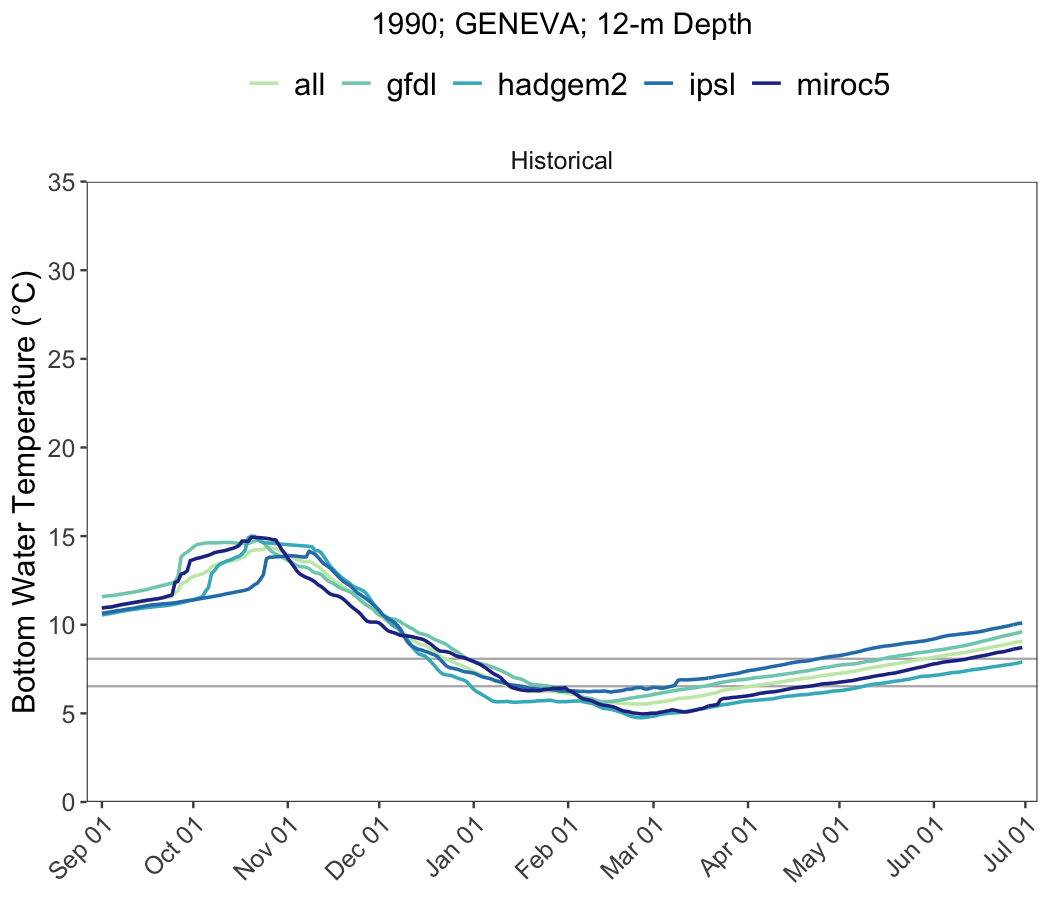 1990; GENEVA; 12-m Depth
all gfdl hadgem2 ipsl miroc5
Historical
Bottom Water Temperature (°C)
35
30
25
20
15
10
5
0
Sep 01 Oct 01 Nov 01 Dec 01 Jan 01 Feb 01 Mar 01 Apr 01 May 01 Jun 01 Jul 01